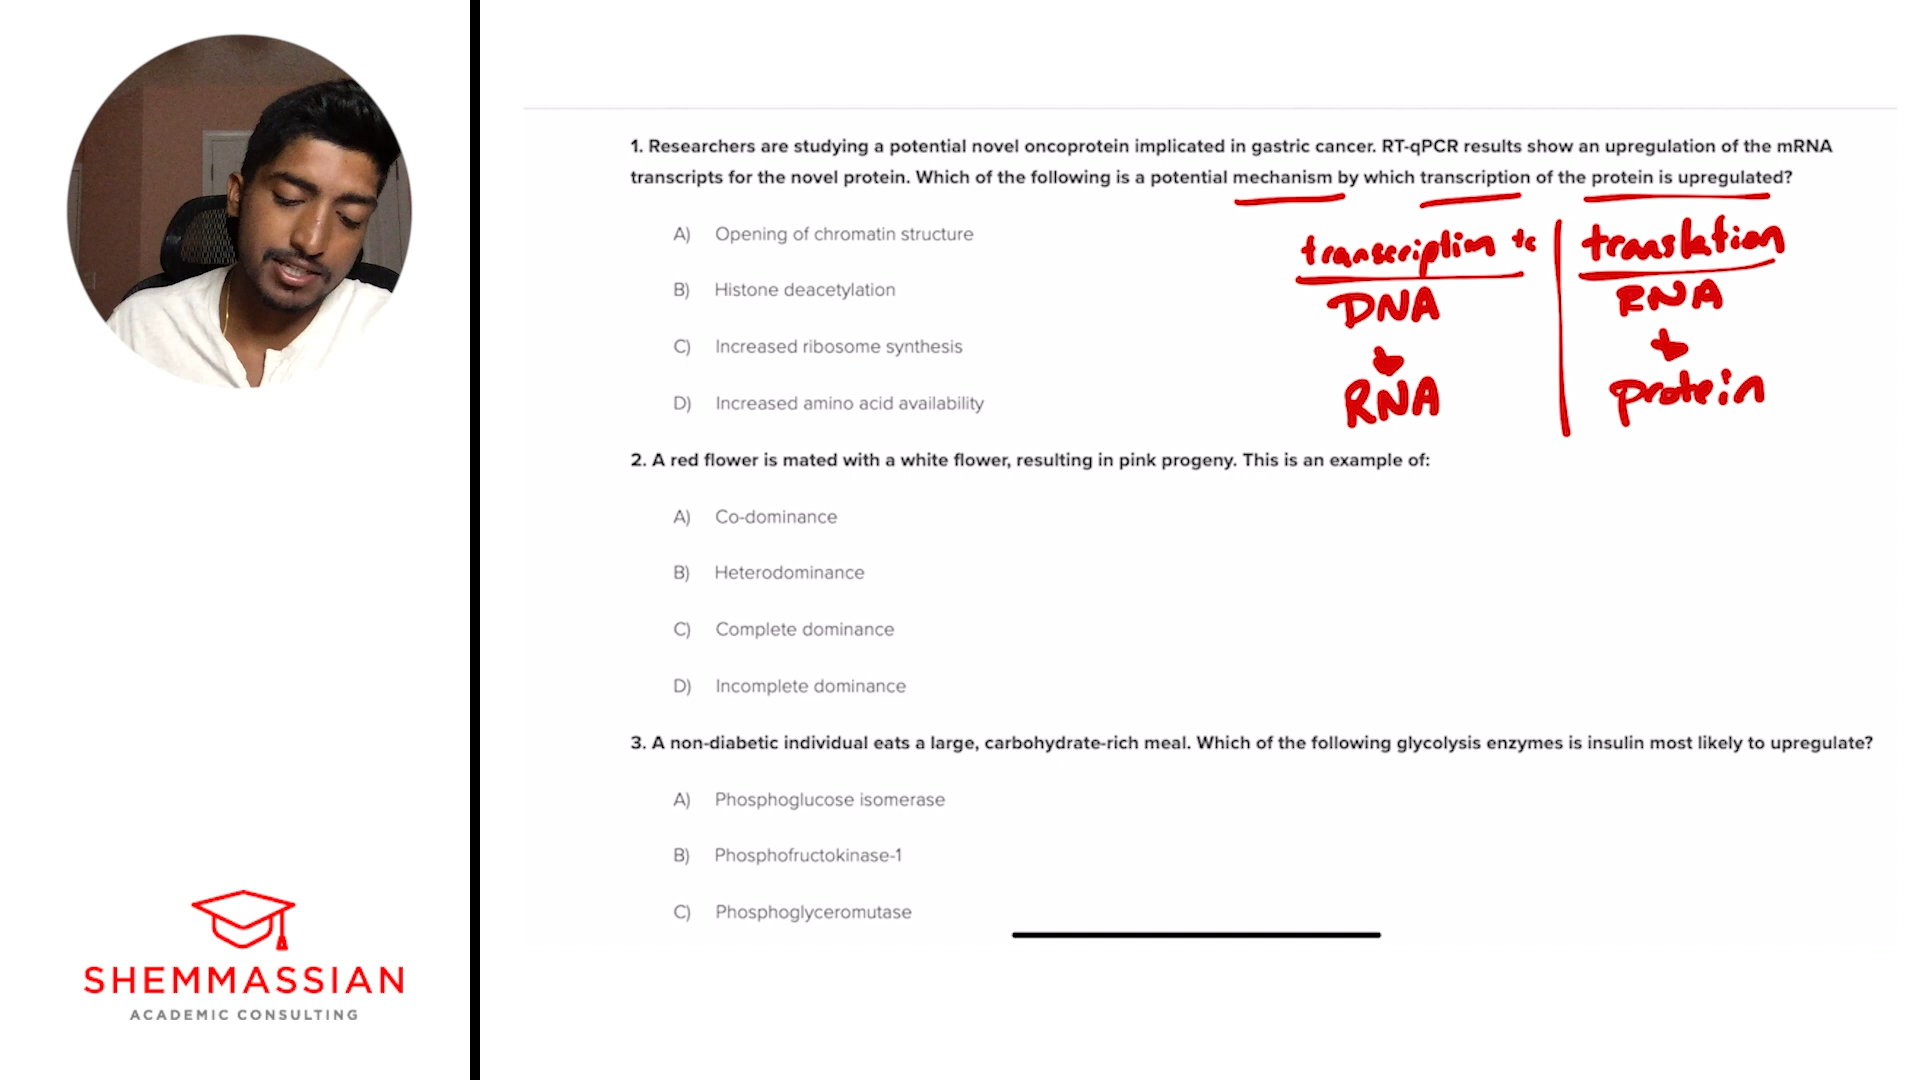 1. Researchers are studying a potential novel oncoprotein implicated in gastric cancer. RT-qPCR results show an upregulation of the mRNA
transcripts for the novel protein. Which of the following is a potential mechanism by which transcription of the protein is upregulated?
A) Opening of chromatin structure
B) Histone deacetylation
C) Increased ribosome synthesis
D) Increased amino acid availability
transcription tc
DNA
RNA
translation
RNA
protein
2. A red flower is mated with a white flower, resulting in pink progeny. This is an example of:
A) Co-dominance
B) Heterodominance
C) Complete dominance
D) Incomplete dominance
3. A non-diabetic individual eats a large, carbohydrate-rich meal. Which of the following glycolysis enzymes is insulin most likely to upregulate?
A) Phosphoglucose isomerase
B) Phosphofructokinase-1
C) Phosphoglyceromutase
SHEMMASSIAN
ACADEMIC CONSULTING